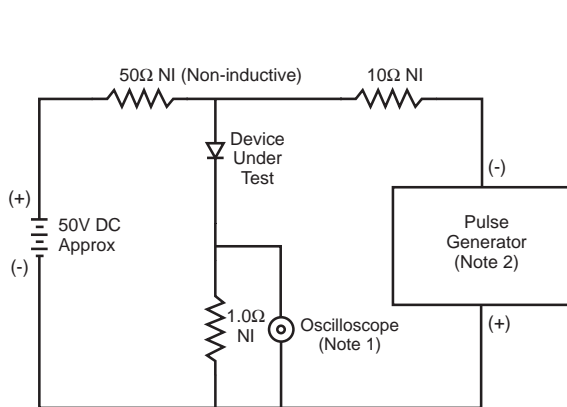 50Ω NI (Non-inductive)
10Ω NI
Device
Under
Test
(-)
(+)
50V DC
Approx
(-)
Pulse
Generator
(Note 2)
1.0Ω
NI
Oscilloscope
(Note 1)
(+)